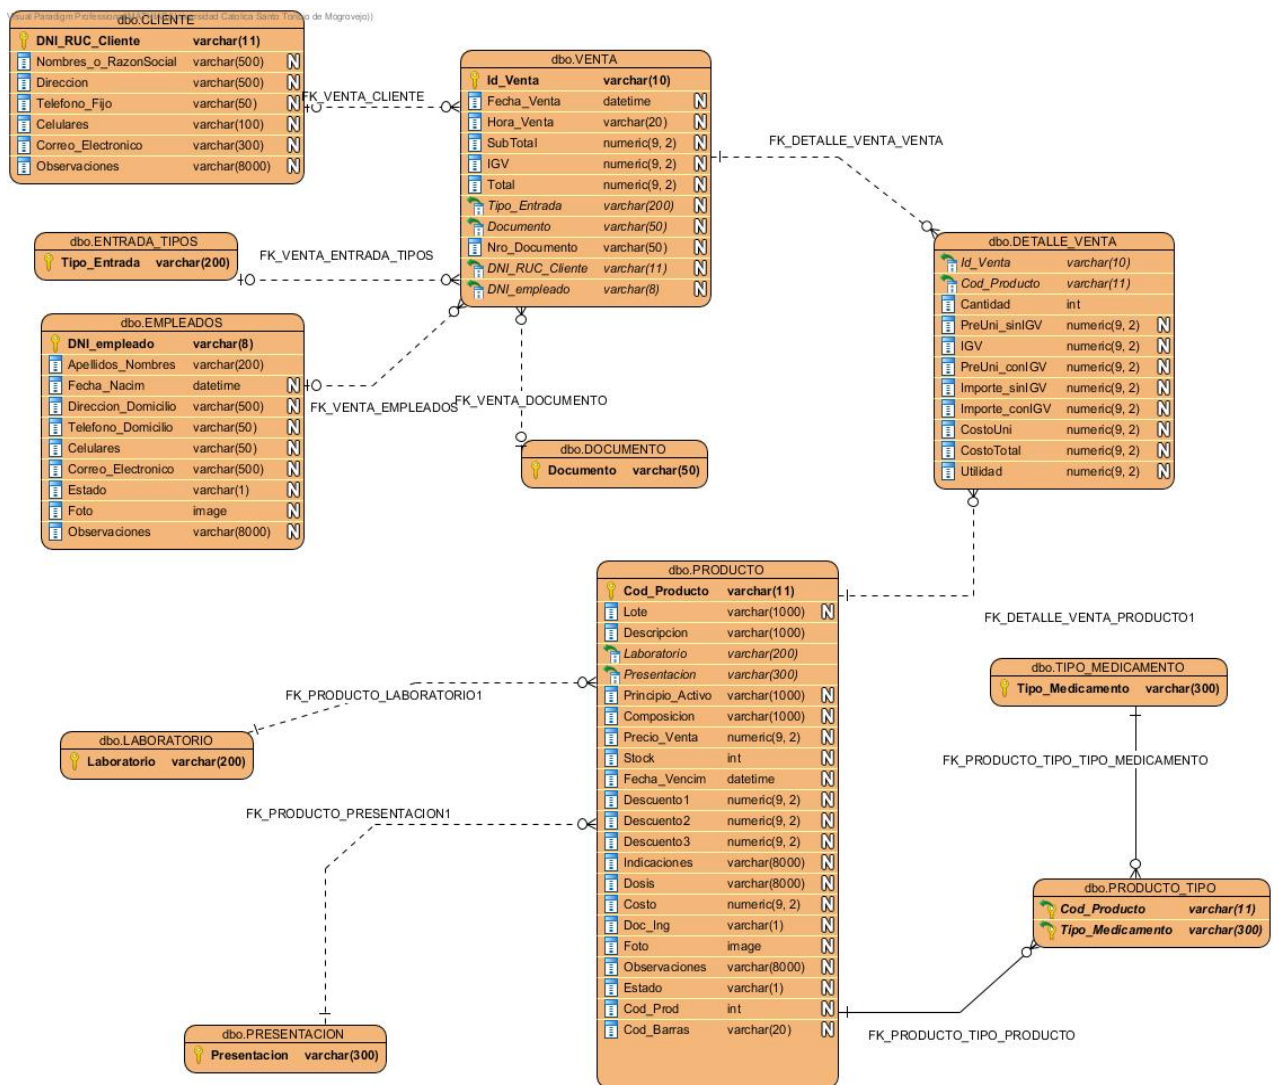 Visual Paradigm Professional
Universidad Catolica Santo Toribio de Mogrovejo))
dbo.CLIENTE
DNI_RUC_Cliente varchar(11)
Nombres_o_RazonSocial varchar(500) N
Direccion varchar(500) N
Telefono_Fijo varchar(50) N
Celulares varchar(100) N
Correo_Electronico varchar(300) N
Observaciones varchar(8000) N
FK_VENTA_CLIENTE
dbo.VENTA
Id_Venta varchar(10)
Fecha_Venta datetime N
Hora_Venta varchar(20) N
SubTotal numeric(9, 2) N
IGV numeric(9, 2) N
Total numeric(9, 2) N
Tipo_Entrada varchar(200) N
Documento varchar(50) N
Nro_Documento varchar(50) N
DNI_RUC_Cliente varchar(11) N
DNI_empleado varchar(8) N
FK_DETALLE_VENTA_VENTA
dbo.ENTRADA_TIPOS
Tipo_Entrada varchar(200)
FK_VENTA_ENTRADA_TIPOS
dbo.DETALLE_VENTA
Id_Venta varchar(10)
Cod_Producto varchar(11)
Cantidad int
PreUni_sinIGV numeric(9, 2) N
IGV numeric(9, 2) N
PreUni_conIGV numeric(9, 2) N
Importe_sinIGV numeric(9, 2) N
Importe_conIGV numeric(9, 2) N
CostoUni numeric(9, 2) N
CostoTotal numeric(9, 2) N
Utilidad numeric(9, 2) N
dbo.EMPLEADOS
DNI_empleado varchar(8)
Apellidos_Nombres varchar(200)
Fecha_Nacim datetime N
Direccion_Domicilio varchar(500) N
Telefono_Domicilio varchar(50) N
Celulares varchar(50) N
Correo_Electronico varchar(500) N
Estado varchar(1) N
Foto image N
Observaciones varchar(8000) N
FK_VENTA_EMPLEADOS
FK_VENTA_DOCUMENTO
dbo.DOCUMENTO
Documento varchar(50)
dbo.PRODUCTO
Cod_Producto varchar(11)
Lote varchar(1000) N
Descripcion varchar(1000)
Laboratorio varchar(200)
Presentacion varchar(300)
Principio_Activo varchar(1000) N
Composicion varchar(1000) N
Precio_Venta numeric(9, 2) N
Stock int N
Fecha_Vencim datetime N
Descuento1 numeric(9, 2) N
Descuento2 numeric(9, 2) N
Descuento3 numeric(9, 2) N
Indicaciones varchar(8000) N
Dosis varchar(8000) N
Costo numeric(9, 2) N
Doc_Ing varchar(1) N
Foto image N
Observaciones varchar(8000) N
Estado varchar(1) N
Cod_Prod int N
Cod_Barras varchar(20) N
FK_DETALLE_VENTA_PRODUCTO1
dbo.TIPO_MEDICAMENTO
Tipo_Medicamento varchar(300)
FK_PRODUCTO_LABORATORIO1
dbo.LABORATORIO
Laboratorio varchar(200)
FK_PRODUCTO_TIPO_TIPO_MEDICAMENTO
FK_PRODUCTO_PRESENTACION1
dbo.PRODUCTO_TIPO
Cod_Producto varchar(11)
Tipo_Medicamento varchar(300)
dbo.PRESENTACION
Presentacion varchar(300)
FK_PRODUCTO_TIPO_PRODUCTO